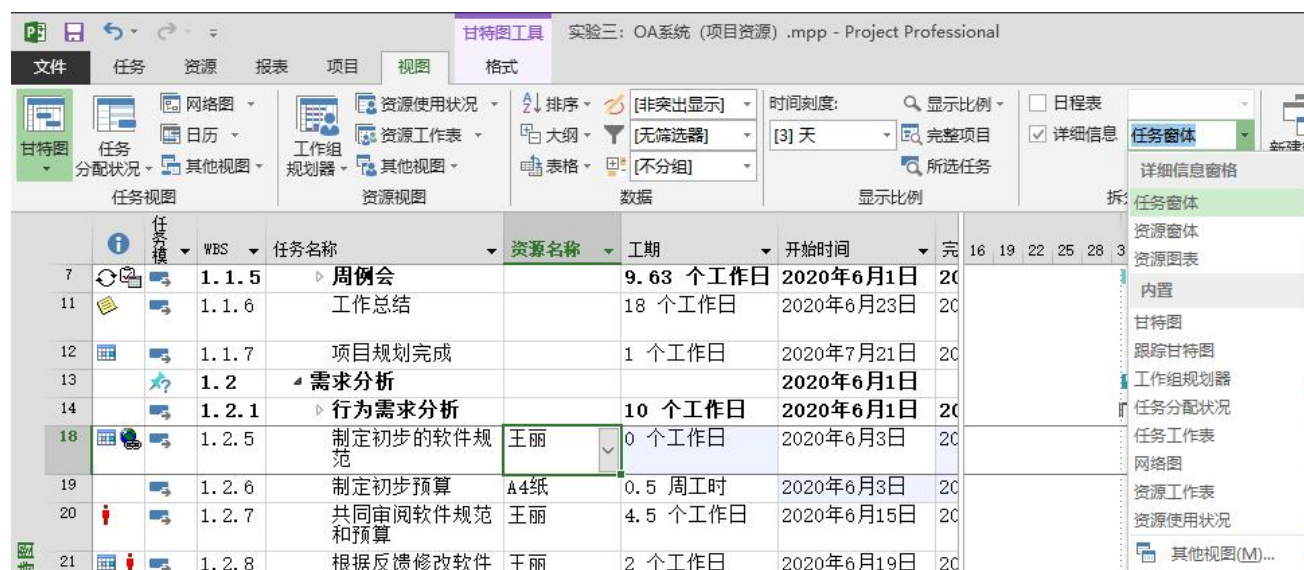 甘特图工具 实验三：OA系统（项目资源）.mpp - Project Professional
文件 任务 资源 报表 项目 视图 格式
网络图 资源使用状况 排序 [非突出显示] 时间刻度: 显示比例 日程表
日历 资源工作表 大纲 [无筛选器] [3] 天 完整项目 详细信息 任务窗体
甘特图 任务分配状况 其他视图 工作组规划器 其他视图 表格 [不分组] 所选任务
任务视图 资源视图 数据 显示比例
详细信息窗格
任务窗体
资源窗体
资源图表
内置
甘特图
跟踪甘特图
工作组规划器
任务分配状况
任务工作表
网络图
资源工作表
资源使用状况
其他视图(M)...
任务模 WBS 任务名称 资源名称 工期 开始时间 完 16 19 22 25 28 3
7 1.1.5 周例会 9.63 个工作日 2020年6月1日 20
11 1.1.6 工作总结 18 个工作日 2020年6月23日 20
12 1.1.7 项目规划完成 1 个工作日 2020年7月21日 20
13 1.2 需求分析 2020年6月1日
14 1.2.1 行为需求分析 10 个工作日 2020年6月1日 20
18 1.2.5 制定初步的软件规范 王丽 0 个工作日 2020年6月3日 20
19 1.2.6 制定初步预算 A4纸 0.5 周工时 2020年6月3日 20
20 1.2.7 共同审阅软件规范和预算 王丽 4.5 个工作日 2020年6月15日 20
21 1.2.8 根据反馈修改软件 王丽 2 个工作日 2020年6月19日 20